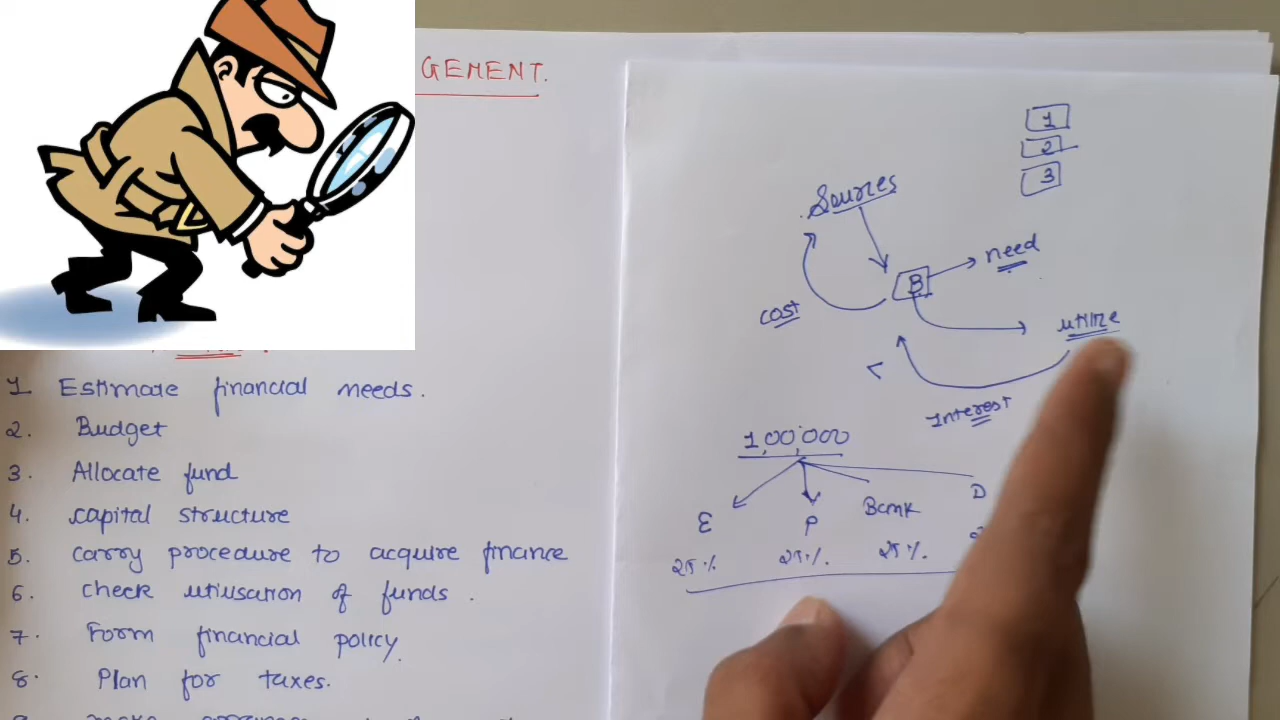 GEMENT.
1. Estimate financial needs.
2. Budget
3. Allocate fund
4. capital structure
5. carry procedure to acquire finance
6. check utilisation of funds.
7. Form financial policy.
8. Plan for taxes.
1
2
3
Sources
need
B
cost
utilize
<
Interest
1,00,000
E
P
Bank
D
25%
25%
25%